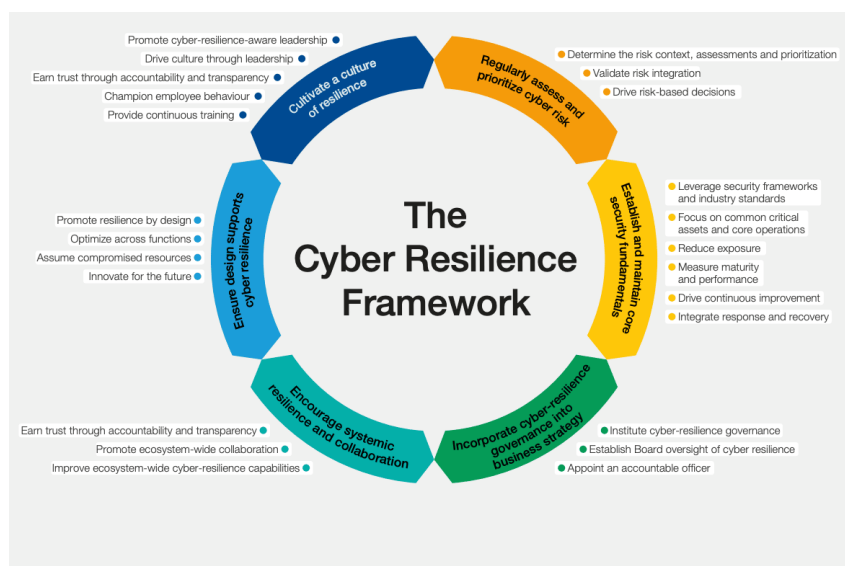 The
Cyber Resilience
Framework
Regularly assess and
prioritize cyber risk
Determine the risk context, assessments and prioritization
Validate risk integration
Drive risk-based decisions
Establish and maintain core
security fundamentals
Leverage security frameworks
and industry standards
Focus on common critical
assets and core operations
Reduce exposure
Measure maturity
and performance
Drive continuous improvement
Integrate response and recovery
Incorporate cyber-resilience
governance into
business strategy
Institute cyber-resilience governance
Establish Board oversight of cyber resilience
Appoint an accountable officer
Encourage systemic
resilience and collaboration
Earn trust through accountability and transparency
Promote ecosystem-wide collaboration
Improve ecosystem-wide cyber-resilience capabilities
Ensure design supports
cyber resilience
Promote resilience by design
Optimize across functions
Assume compromised resources
Innovate for the future
Cultivate a culture
of resilience
Promote cyber-resilience-aware leadership
Drive culture through leadership
Earn trust through accountability and transparency
Champion employee behaviour
Provide continuous training